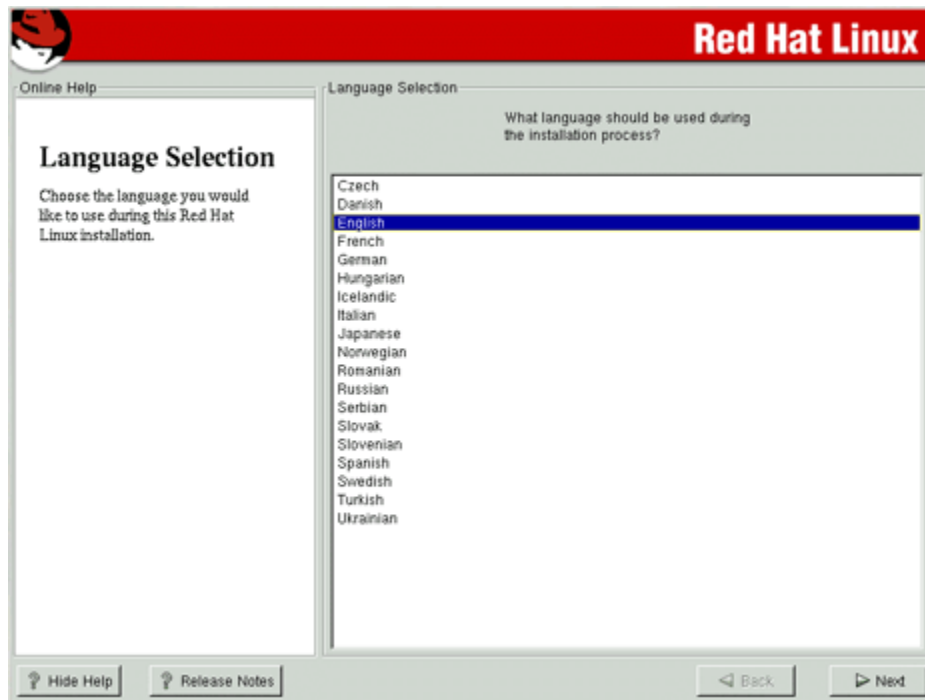 Red Hat Linux
Online Help
Language Selection
Choose the language you would
like to use during this Red Hat
Linux installation.
Language Selection
What language should be used during
the installation process?
Czech
Danish
English
French
German
Hungarian
Icelandic
Italian
Japanese
Norwegian
Romanian
Russian
Serbian
Slovak
Slovenian
Spanish
Swedish
Turkish
Ukrainian
? Hide Help
? Release Notes
Back
Next